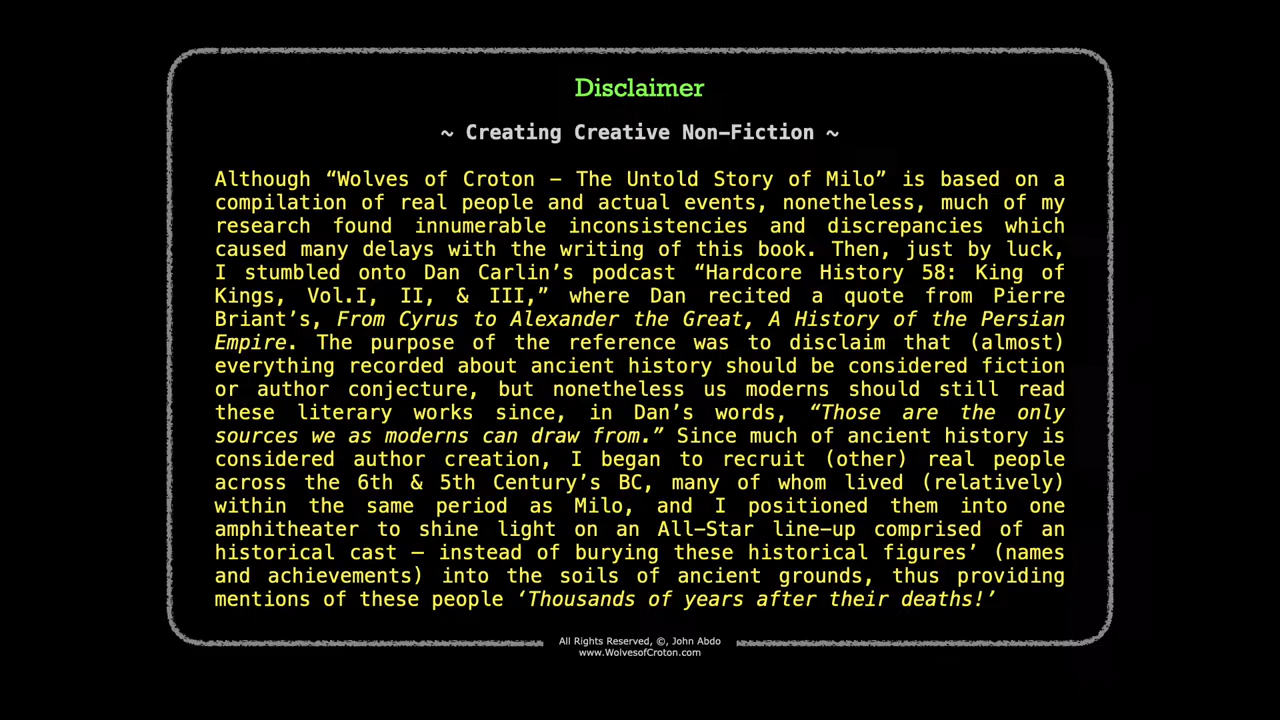 Disclaimer
~ Creating Creative Non–Fiction ~
Although “Wolves of Croton – The Untold Story of Milo” is based on a
compilation of real people and actual events, nonetheless, much of my
research found innumerable inconsistencies and discrepancies which
caused many delays with the writing of this book. Then, just by luck,
I stumbled onto Dan Carlin’s podcast “Hardcore History 58: King of
Kings, Vol.I, II, & III,” where Dan recited a quote from Pierre
Briant’s, From Cyrus to Alexander the Great, A History of the Persian
Empire. The purpose of the reference was to disclaim that (almost)
everything recorded about ancient history should be considered fiction
or author conjecture, but nonetheless us moderns should still read
these literary works since, in Dan’s words, “Those are the only
sources we as moderns can draw from.” Since much of ancient history is
considered author creation, I began to recruit (other) real people
across the 6th & 5th Century’s BC, many of whom lived (relatively)
within the same period as Milo, and I positioned them into one
amphitheater to shine light on an All–Star line–up comprised of an
historical cast — instead of burying these historical figures’ (names
and achievements) into the soils of ancient grounds, thus providing
mentions of these people ‘Thousands of years after their deaths!’
All Rights Reserved, ©, John Abdo
www.WolvesofCroton.com